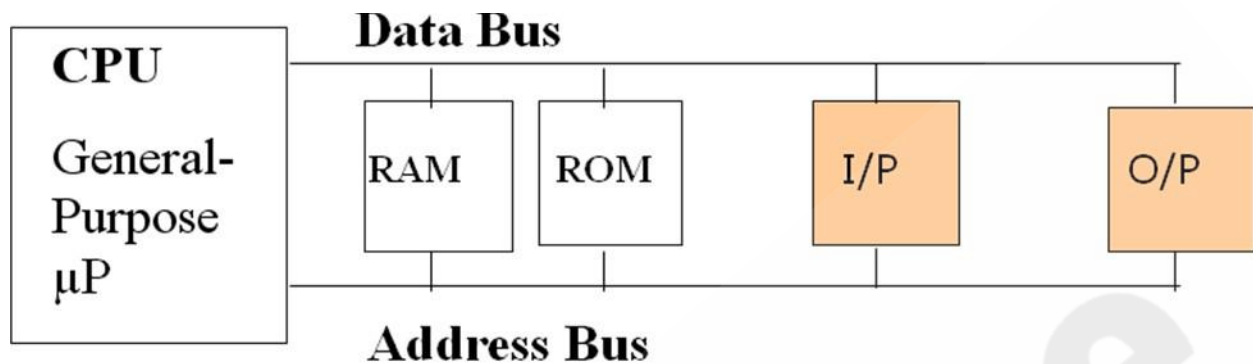 Data Bus
CPU
General-
Purpose
μP
RAM
ROM
I/P
O/P
Address Bus